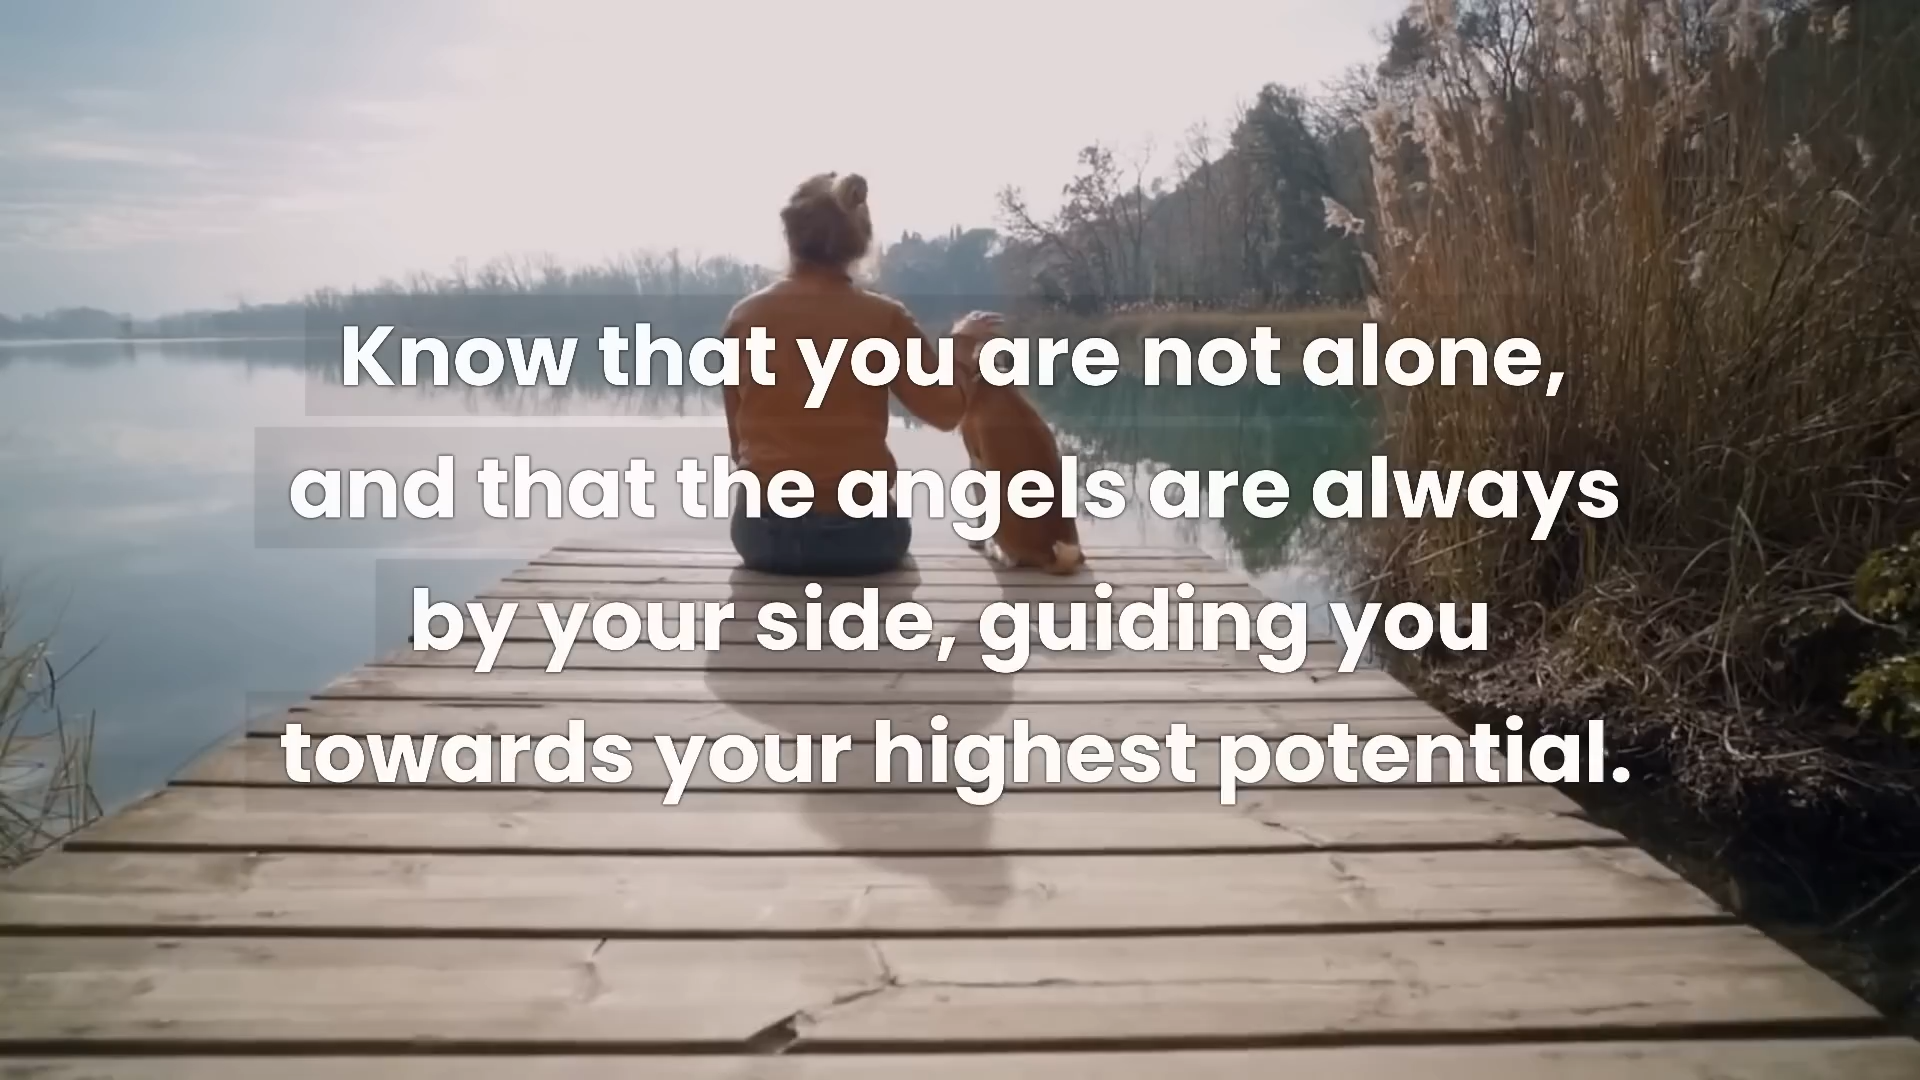 Know that you are not alone,
and that the angels are always
by your side, guiding you
towards your highest potential.